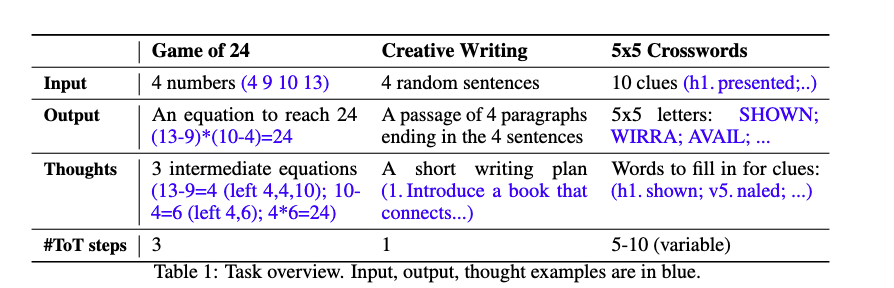 Game of 24 Creative Writing 5x5 Crosswords
Input 4 numbers (4 9 10 13) 4 random sentences 10 clues (h1. presented;..)
Output An equation to reach 24 A passage of 4 paragraphs 5x5 letters: SHOWN;
(13-9)*(10-4)=24 ending in the 4 sentences WIRRA; AVAIL; ...
Thoughts 3 intermediate equations A short writing plan Words to fill in for clues:
(13-9=4 (left 4,4,10); 10- (1. Introduce a book that (h1. shown; v5. naled; ...)
4=6 (left 4,6); 4*6=24) connects...)
#ToT steps 3 1 5-10 (variable)
Table 1: Task overview. Input, output, thought examples are in blue.